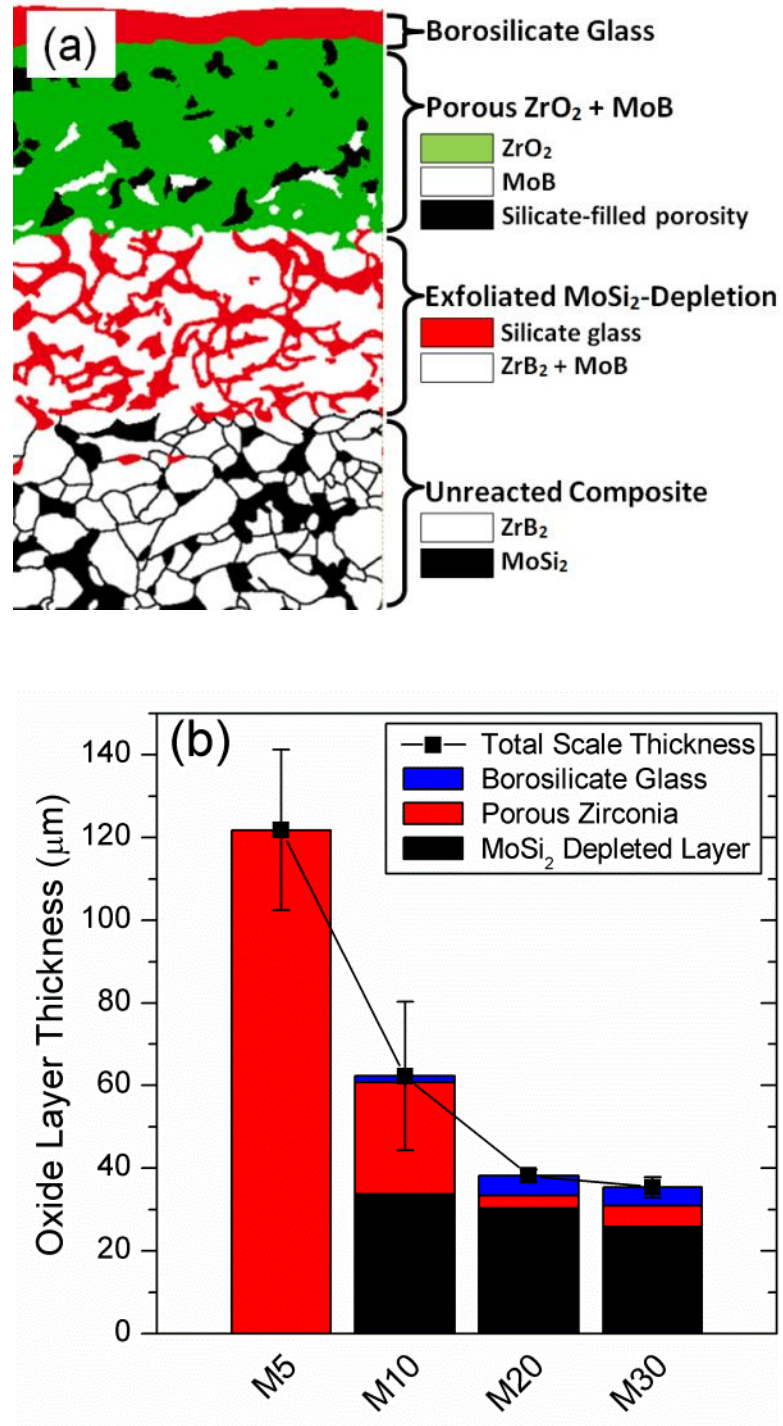 (a)
Borosilicate Glass
Porous ZrO₂ + MoB
ZrO₂
MoB
Silicate-filled porosity
Exfoliated MoSi₂-Depletion
Silicate glass
ZrB₂ + MoB
Unreacted Composite
ZrB₂
MoSi₂
(b)
Total Scale Thickness
Borosilicate Glass
Porous Zirconia
MoSi₂ Depleted Layer
Oxide Layer Thickness (μm)
140
120
100
80
60
40
20
0
M5 M10 M20 M30